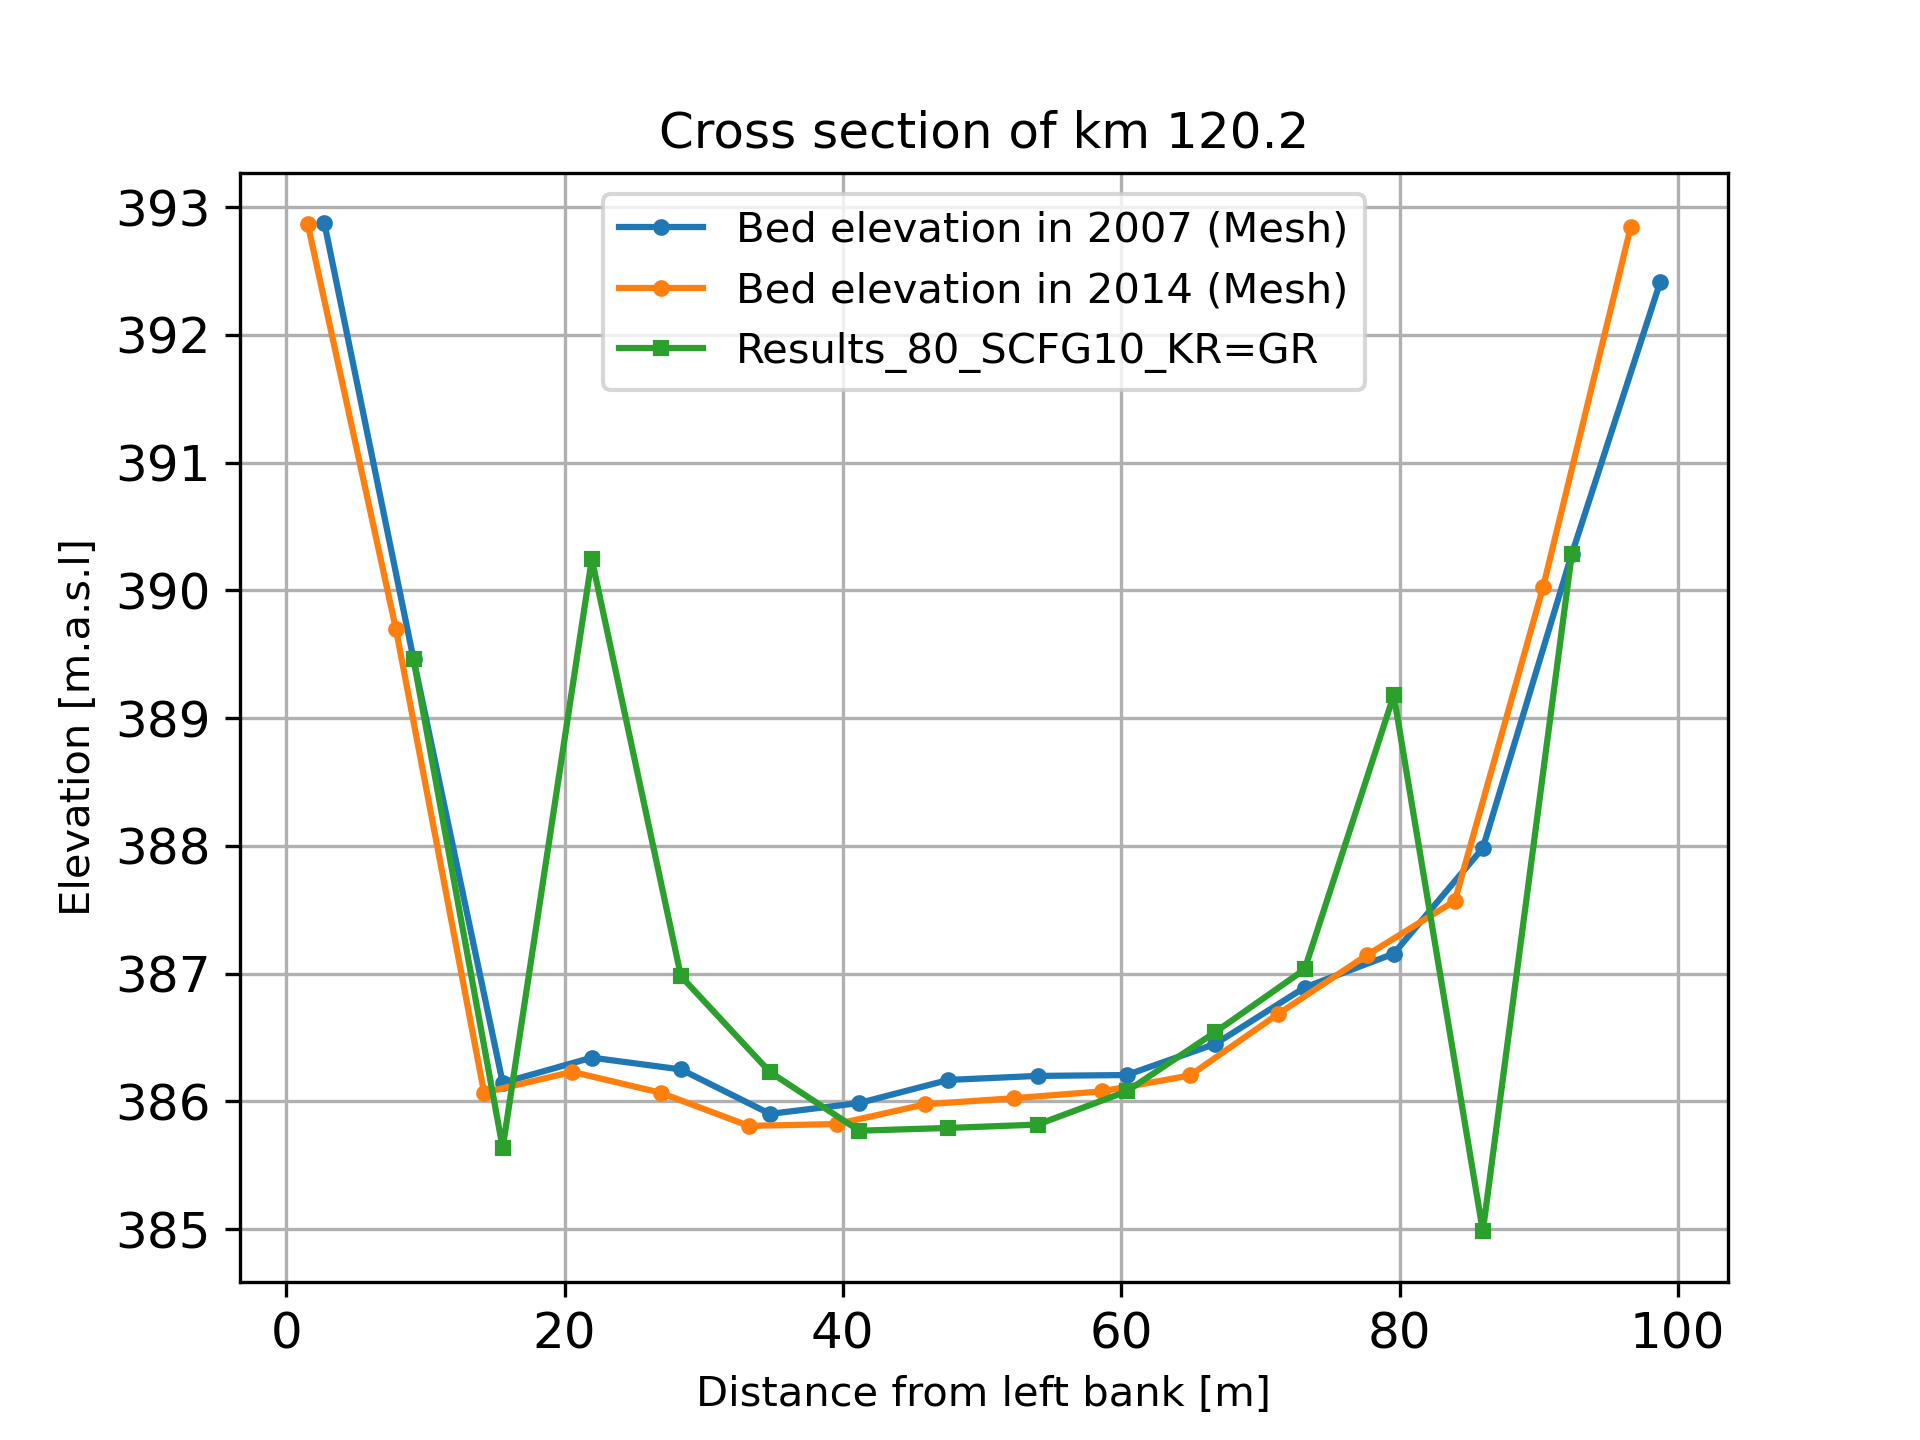 Cross section of km 120.2
Bed elevation in 2007 (Mesh)
Bed elevation in 2014 (Mesh)
Results_80_SCFG10_KR=GR
393
392
391
390
389
388
387
386
385
Elevation [m.a.s.l]
0 20 40 60 80 100
Distance from left bank [m]